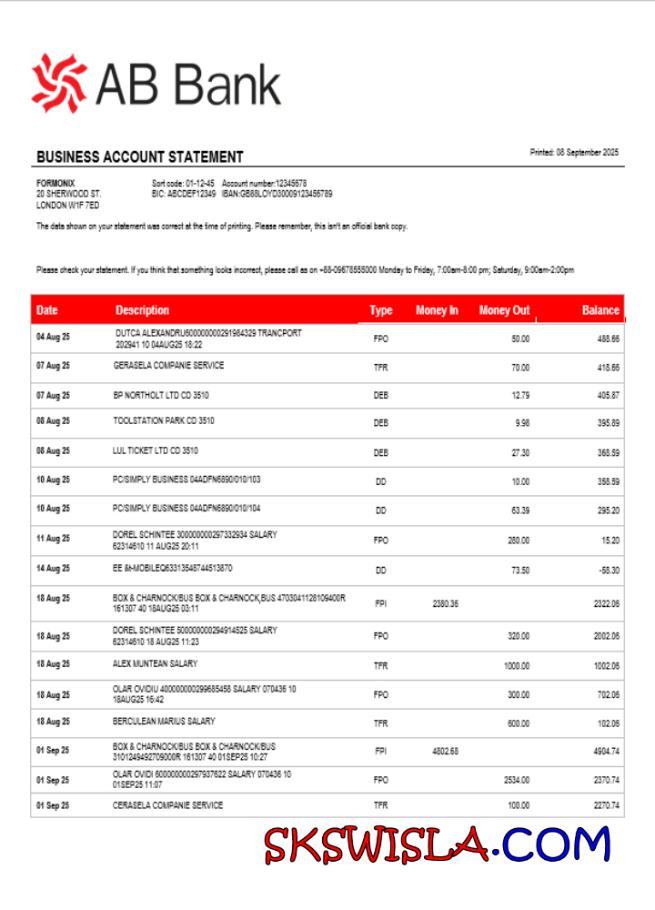 AB Bank
BUSINESS ACCOUNT STATEMENT
Printed: 08 September 2025
FORMONIX Sort code: 01-12-45 Account number:12345678
20 SHERWOOD ST. BIC: ABCDEF12349 IBAN:GB88LOYD30009123456789
LONDON W1F 7ED
The data shown on your statement was correct at the time of printing. Please remember, this isn't an official bank copy.
Please check your statement. If you think that something looks incorrect, please call as on +88-09678555000 Monday to Friday, 7:00am-8:00 pm; Saturday, 9:00am-2:00pm
Date Description Type Money In Money Out Balance
04 Aug 25 DUTCA ALEXANDRU600000000291984329 TRANCPORT
202941 10 04AUG25 18:22 FPO 50.00 488.66
07 Aug 25 GERASELA COMPANIE SERVICE TFR 70.00 418.66
07 Aug 25 BP NORTHOLT LTD CD 3510 DEB 12.79 405.87
08 Aug 25 TOOLSTATION PARK CD 3510 DEB 9.98 395.89
08 Aug 25 LUL TICKET LTD CD 3510 DEB 27.30 368.59
10 Aug 25 PC/SIMPLY BUSINESS 04ADFN6890/010/103 DD 10.00 358.59
10 Aug 25 PC/SIMPLY BUSINESS 04ADFN6890/010/104 DD 63.39 295.20
11 Aug 25 DOREL SCHINTEE 300000000297332934 SALARY
62314610 11 AUG25 20:11 FPO 280.00 15.20
14 Aug 25 EE &t-MOBILEQ63313548744513870 DD 73.50 -58.30
18 Aug 25 BOX & CHARNOCK/BUS BOX & CHARNOCK,BUS 4703041128109400R
161307 40 18AUG25 03:11 FPI 2380.36 2322.06
18 Aug 25 DOREL SCHINTEE 500000000294914525 SALARY
62314610 18 AUG25 11:23 FPO 320.00 2002.06
18 Aug 25 ALEX MUNTEAN SALARY TFR 1000.00 1002.06
18 Aug 25 OLAR OVIDIU 400000000299685458 SALARY 070436 10
18AUG25 16:42 FPO 300.00 702.06
18 Aug 25 BERCULEAN MARIUS SALARY TFR 600.00 102.06
01 Sep 25 BOX & CHARNOCK/BUS BOX & CHARNOCK/BUS
3101249492709000R 161307 40 01SEP25 10:27 FPI 4802.68 4904.74
01 Sep 25 OLAR OVIDI 600000000297937622 SALARY 070436 10
01SEP25 11:07 FPO 2534.00 2370.74
01 Sep 25 CERASELA COMPANIE SERVICE TFR 100.00 2270.74
SKSWISLA.COM